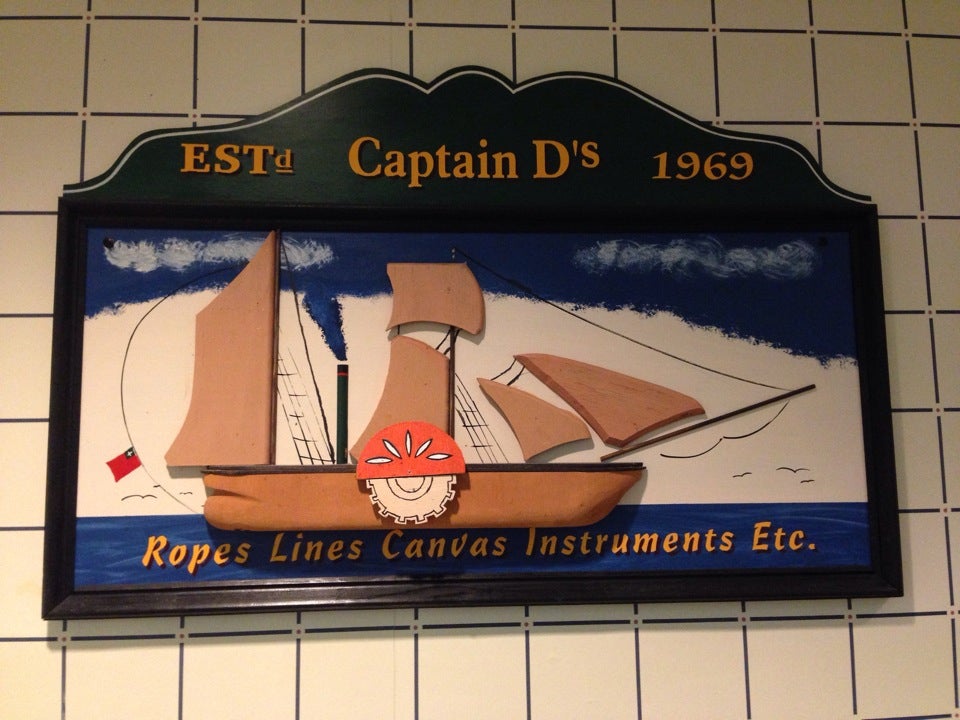 ESTd Captain D's 1969
Ropes Lines Canvas Instruments Etc.